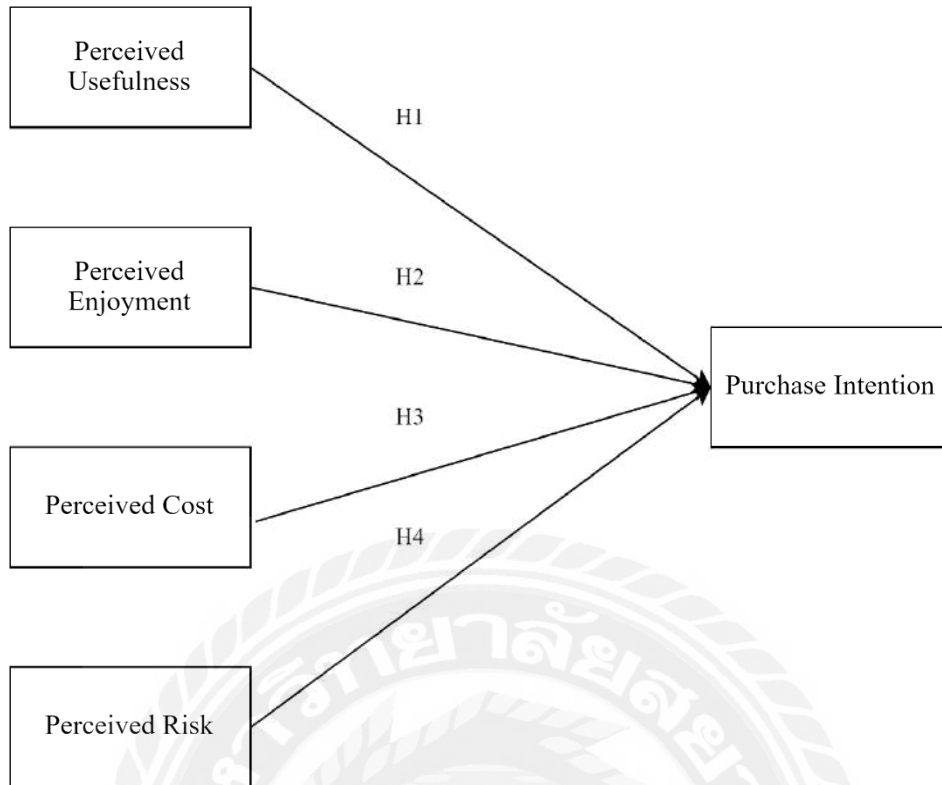 Perceived
Usefulness
H1
Perceived
Enjoyment
H2
Purchase Intention
H3
Perceived Cost
H4
Perceived Risk